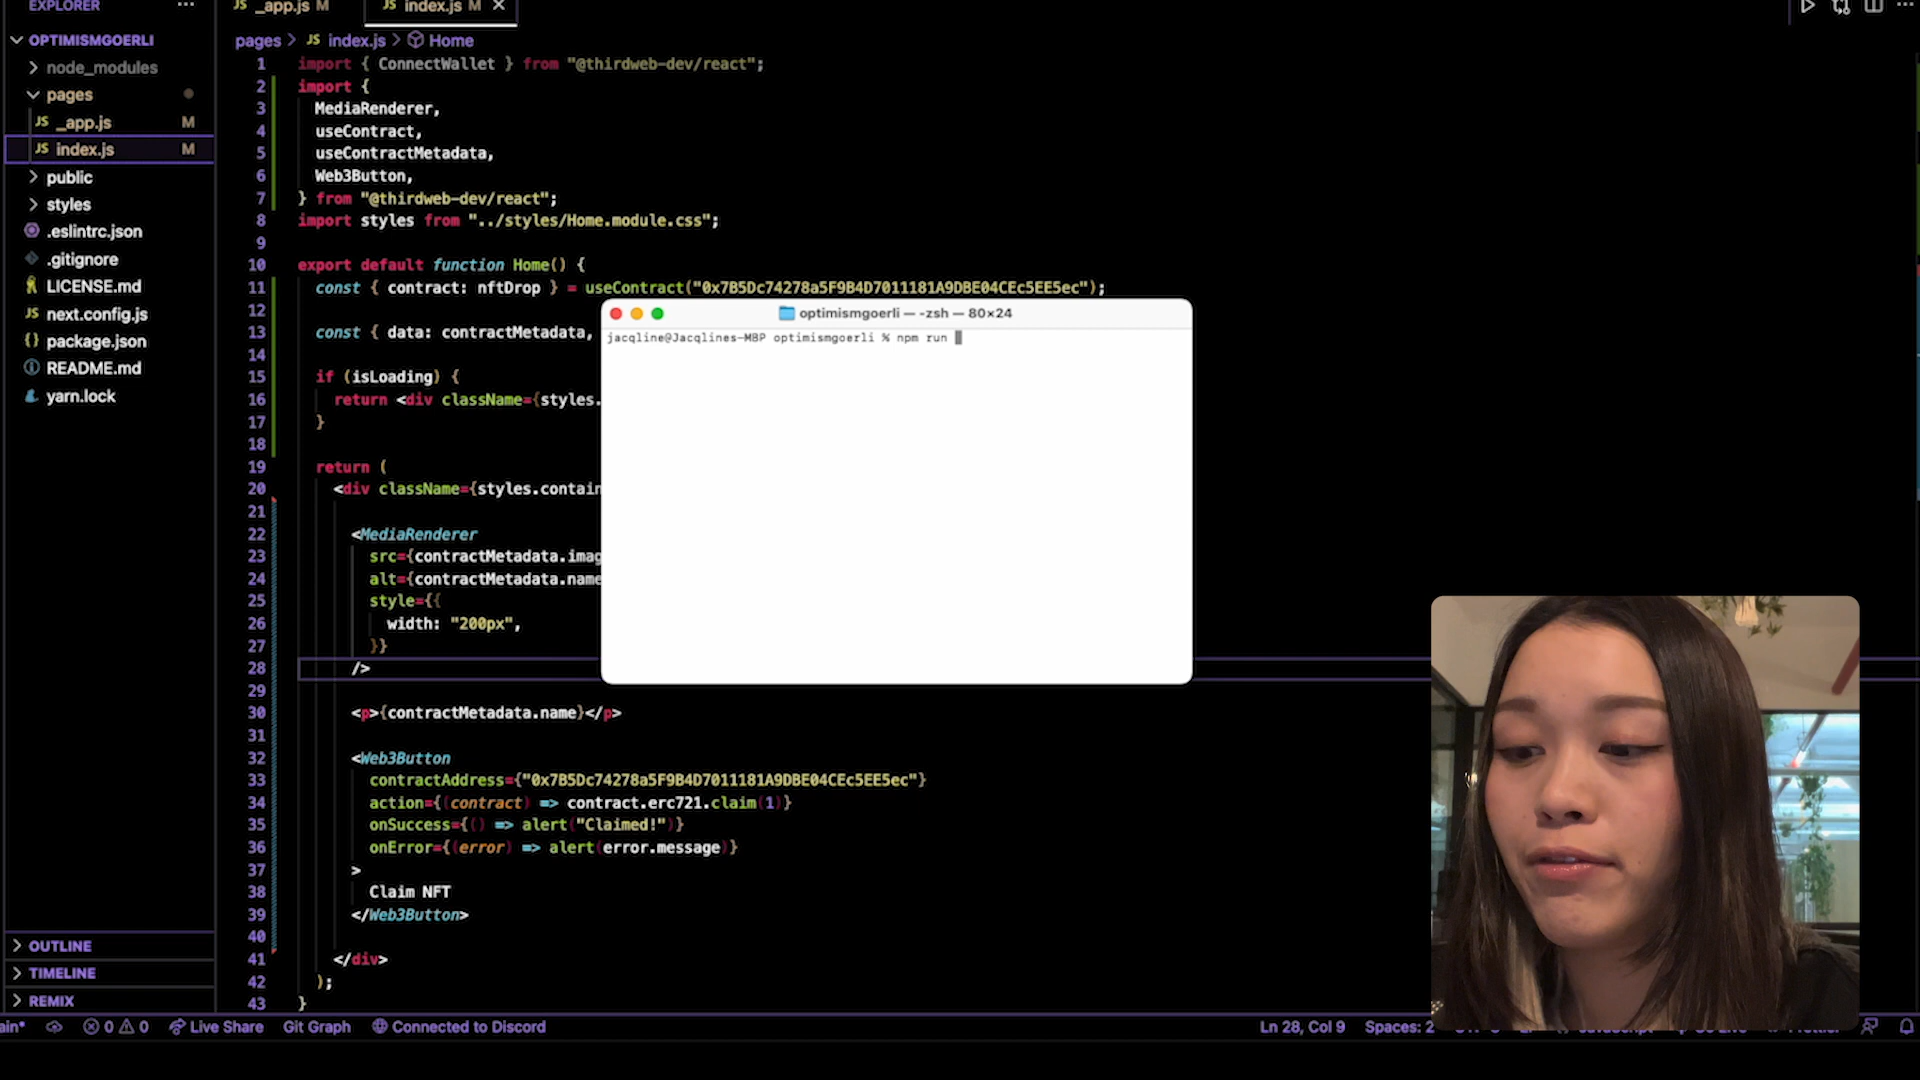 EXPLORER
OPTIMISMGOERLI
node_modules
pages
_app.js M
index.js M
public
styles
.eslintrc.json
.gitignore
LICENSE.md
next.config.js
package.json
README.md
yarn.lock
OUTLINE
TIMELINE
REMIX
JS _app.js M
JS index.js M
pages > JS index.js > Home
1 import { ConnectWallet } from "@thirdweb-dev/react";
2 import {
3 MediaRenderer,
4 useContract,
5 useContractMetadata,
6 Web3Button,
7 } from "@thirdweb-dev/react";
8 import styles from "../styles/Home.module.css";
9
10 export default function Home() {
11 const { contract: nftDrop } = useContract("0x7B5Dc74278a5F9B4D7011181A9DBE04CEc5EE5ec");
12
13 const { data: contractMetadata,
14
15 if (isLoading) {
16 return <div className={styles.
17 }
18
19 return (
20 <div className={styles.contain
21
22 <MediaRenderer
23 src={contractMetadata.imag
24 alt={contractMetadata.name
25 style={{
26 width: "200px",
27 }}
28 />
29
30 <p>{contractMetadata.name}</p>
31
32 <Web3Button
33 contractAddress={"0x7B5Dc74278a5F9B4D7011181A9DBE04CEc5EE5ec"}
34 action={(contract) => contract.erc721.claim(1)}
35 onSuccess={() => alert("Claimed!")}
36 onError={(error) => alert(error.message)}
37 >
38 Claim NFT
39 </Web3Button>
40
41 </div>
42 );
43 }
optimismgoerli — -zsh — 80×24
jacqline@Jacqlines-MBP optimismgoerli % npm run
ain* 0 0 Live Share Git Graph Connected to Discord
Ln 28, Col 9 Spaces: 2